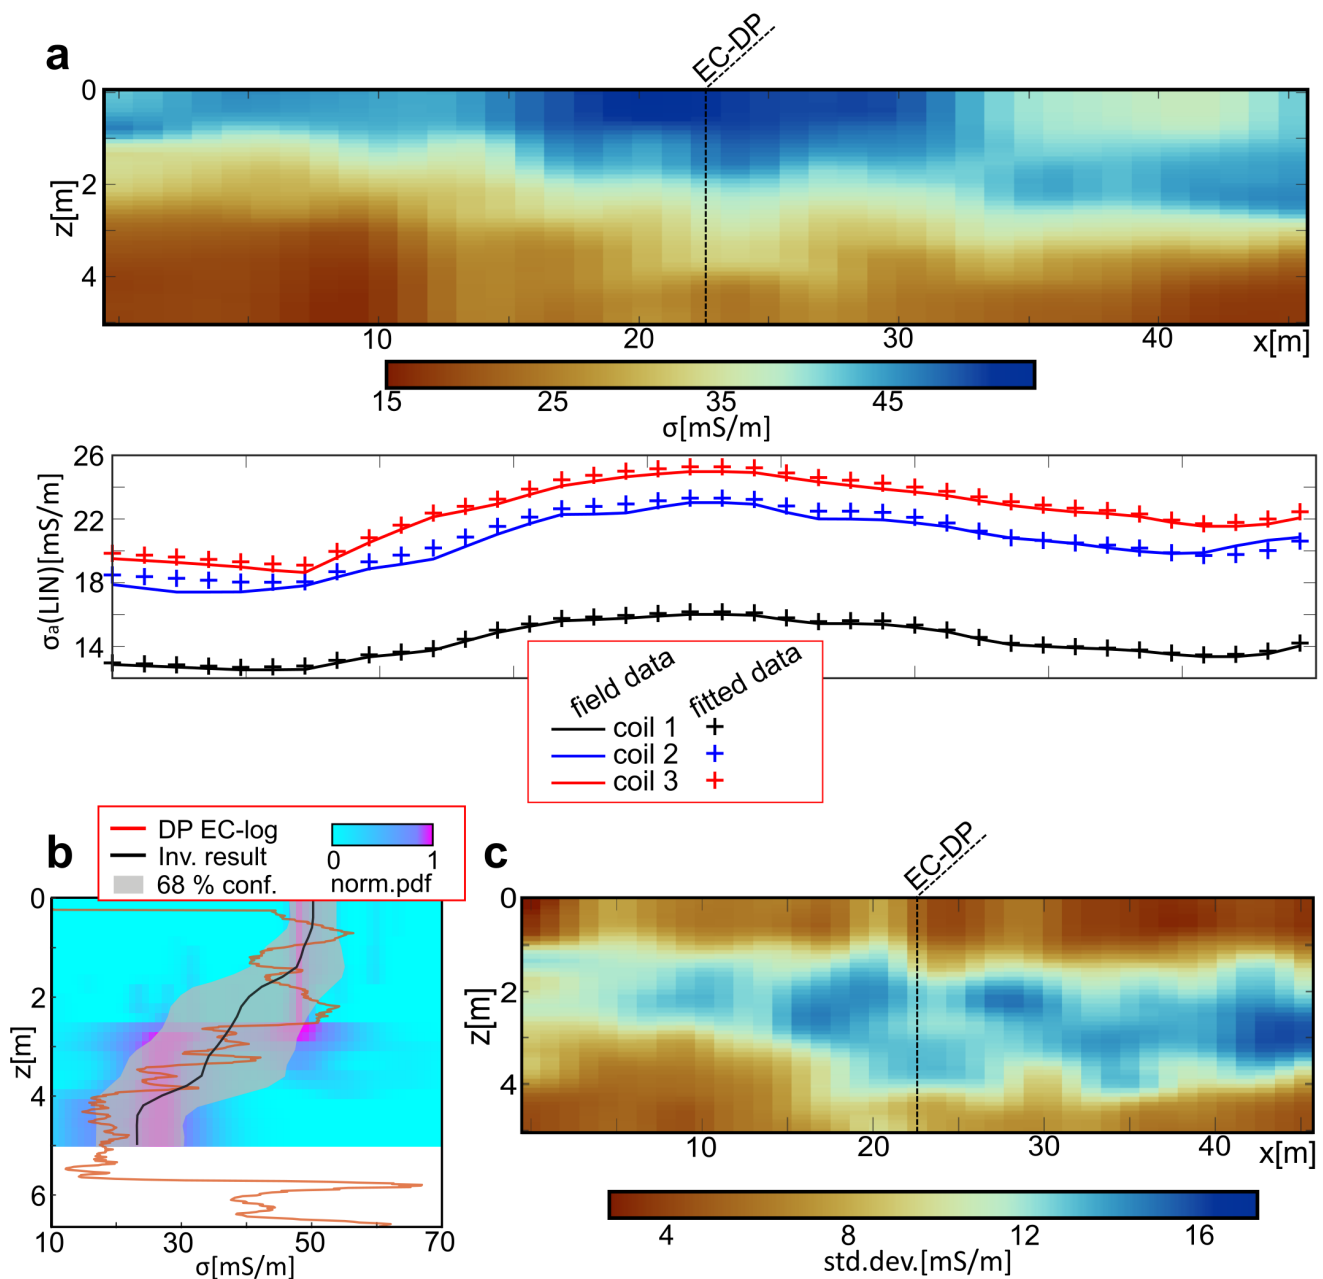 a
EC-DP
0
2
4
z[m]
10
20
30
40
x[m]
15
25
35
45
σ[mS/m]
26
22
18
14
σa(LIN)[mS/m]
field data
fitted data
coil 1
coil 2
coil 3
b
DP EC-log
Inv. result
68 % conf.
0
1
norm.pdf
0
2
4
6
z[m]
10
30
50
70
σ[mS/m]
c
EC-DP
0
2
4
z[m]
10
20
30
40
x[m]
4
8
12
16
std.dev.[mS/m]